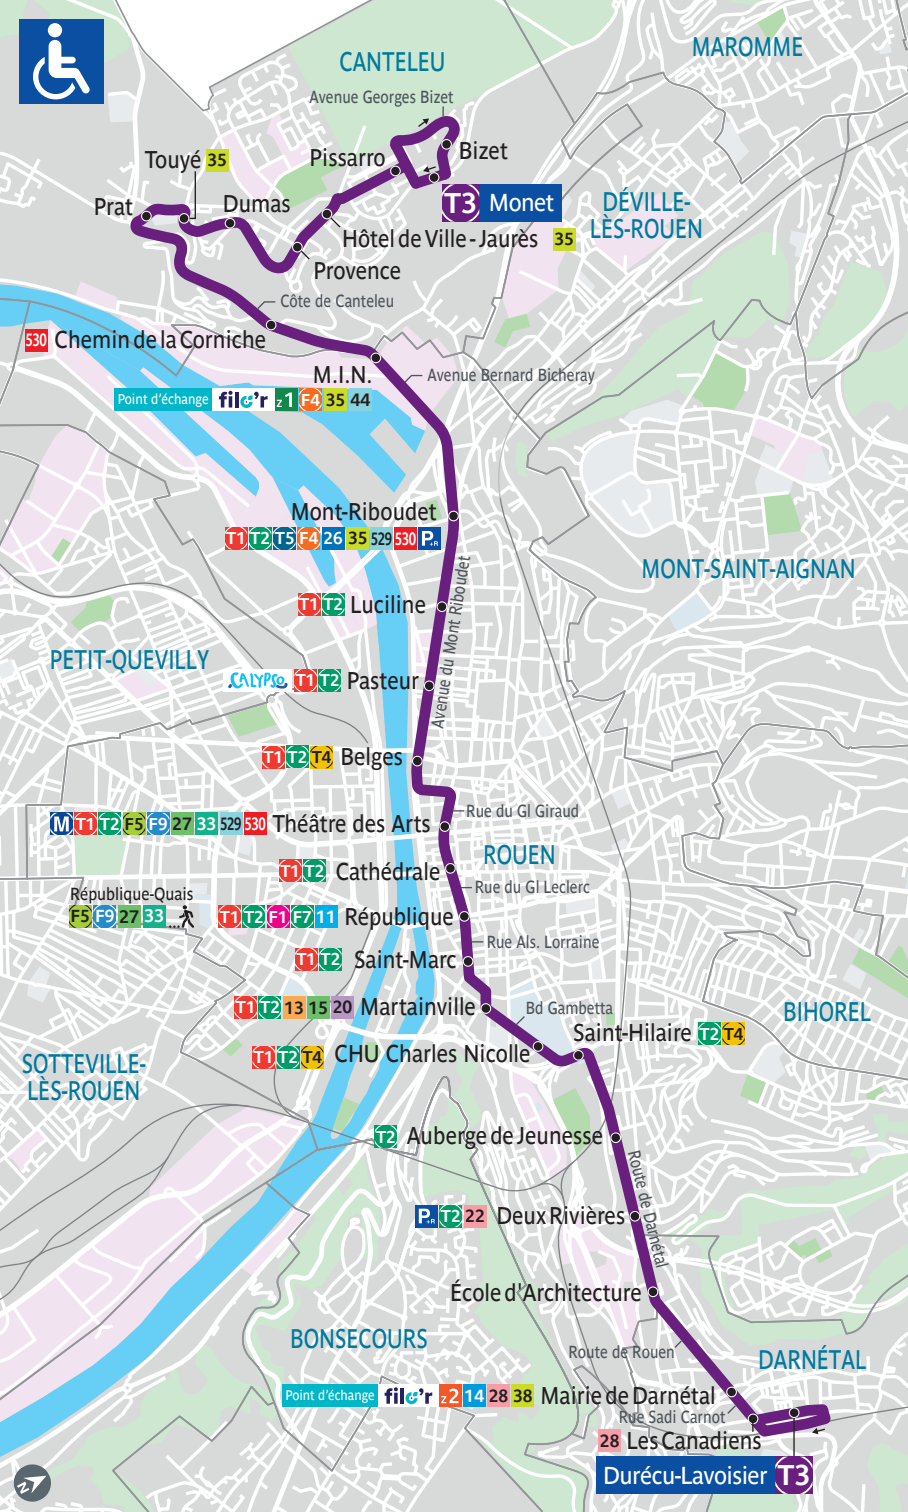 CANTELEU
MAROMME
Avenue Georges Bizet
Touyé 35
Pissarro
Bizet
Prat
Dumas
T3 Monet
DÉVILLE-
LÈS-ROUEN
Hôtel de Ville - Jaurès 35
Provence
Côte de Canteleu
530 Chemin de la Corniche
M.I.N.
Avenue Bernard Bicheray
Point d'échange filo'r z1 F4 35 44
Mont-Riboudet
T1 T2 T5 F4 26 35 529 530 P+R
MONT-SAINT-AIGNAN
Avenue du Mont Riboudet
T1 T2 Luciline
PETIT-QUEVILLY
CALYPSO T1 T2 Pasteur
T1 T2 T4 Belges
Rue du Gl Giraud
M T1 T2 F5 F9 27 33 529 530 Théâtre des Arts
ROUEN
T1 T2 Cathédrale
Rue du Gl Leclerc
République-Quais
F5 F9 27 33 ...
T1 T2 F1 F7 11 République
Rue Als. Lorraine
T1 T2 Saint-Marc
T1 T2 13 15 20 Martainville
Bd Gambetta
BIHOREL
Saint-Hilaire T2 T4
T1 T2 T4 CHU Charles Nicolle
SOTTEVILLE-
LÈS-ROUEN
T2 Auberge de Jeunesse
Route de Darnétal
P+R T2 22 Deux Rivières
École d'Architecture
BONSECOURS
Route de Rouen
DARNÉTAL
Point d'échange filo'r z2 14 28 38 Mairie de Darnétal
Rue Sadi Carnot
28 Les Canadiens
Durécu-Lavoisier T3
N